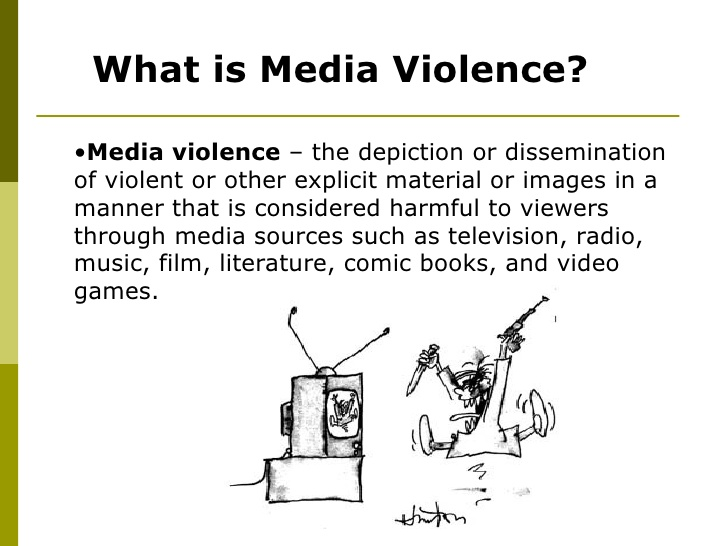 What is Media Violence?
•Media violence – the depiction or dissemination
of violent or other explicit material or images in a
manner that is considered harmful to viewers
through media sources such as television, radio,
music, film, literature, comic books, and video
games.